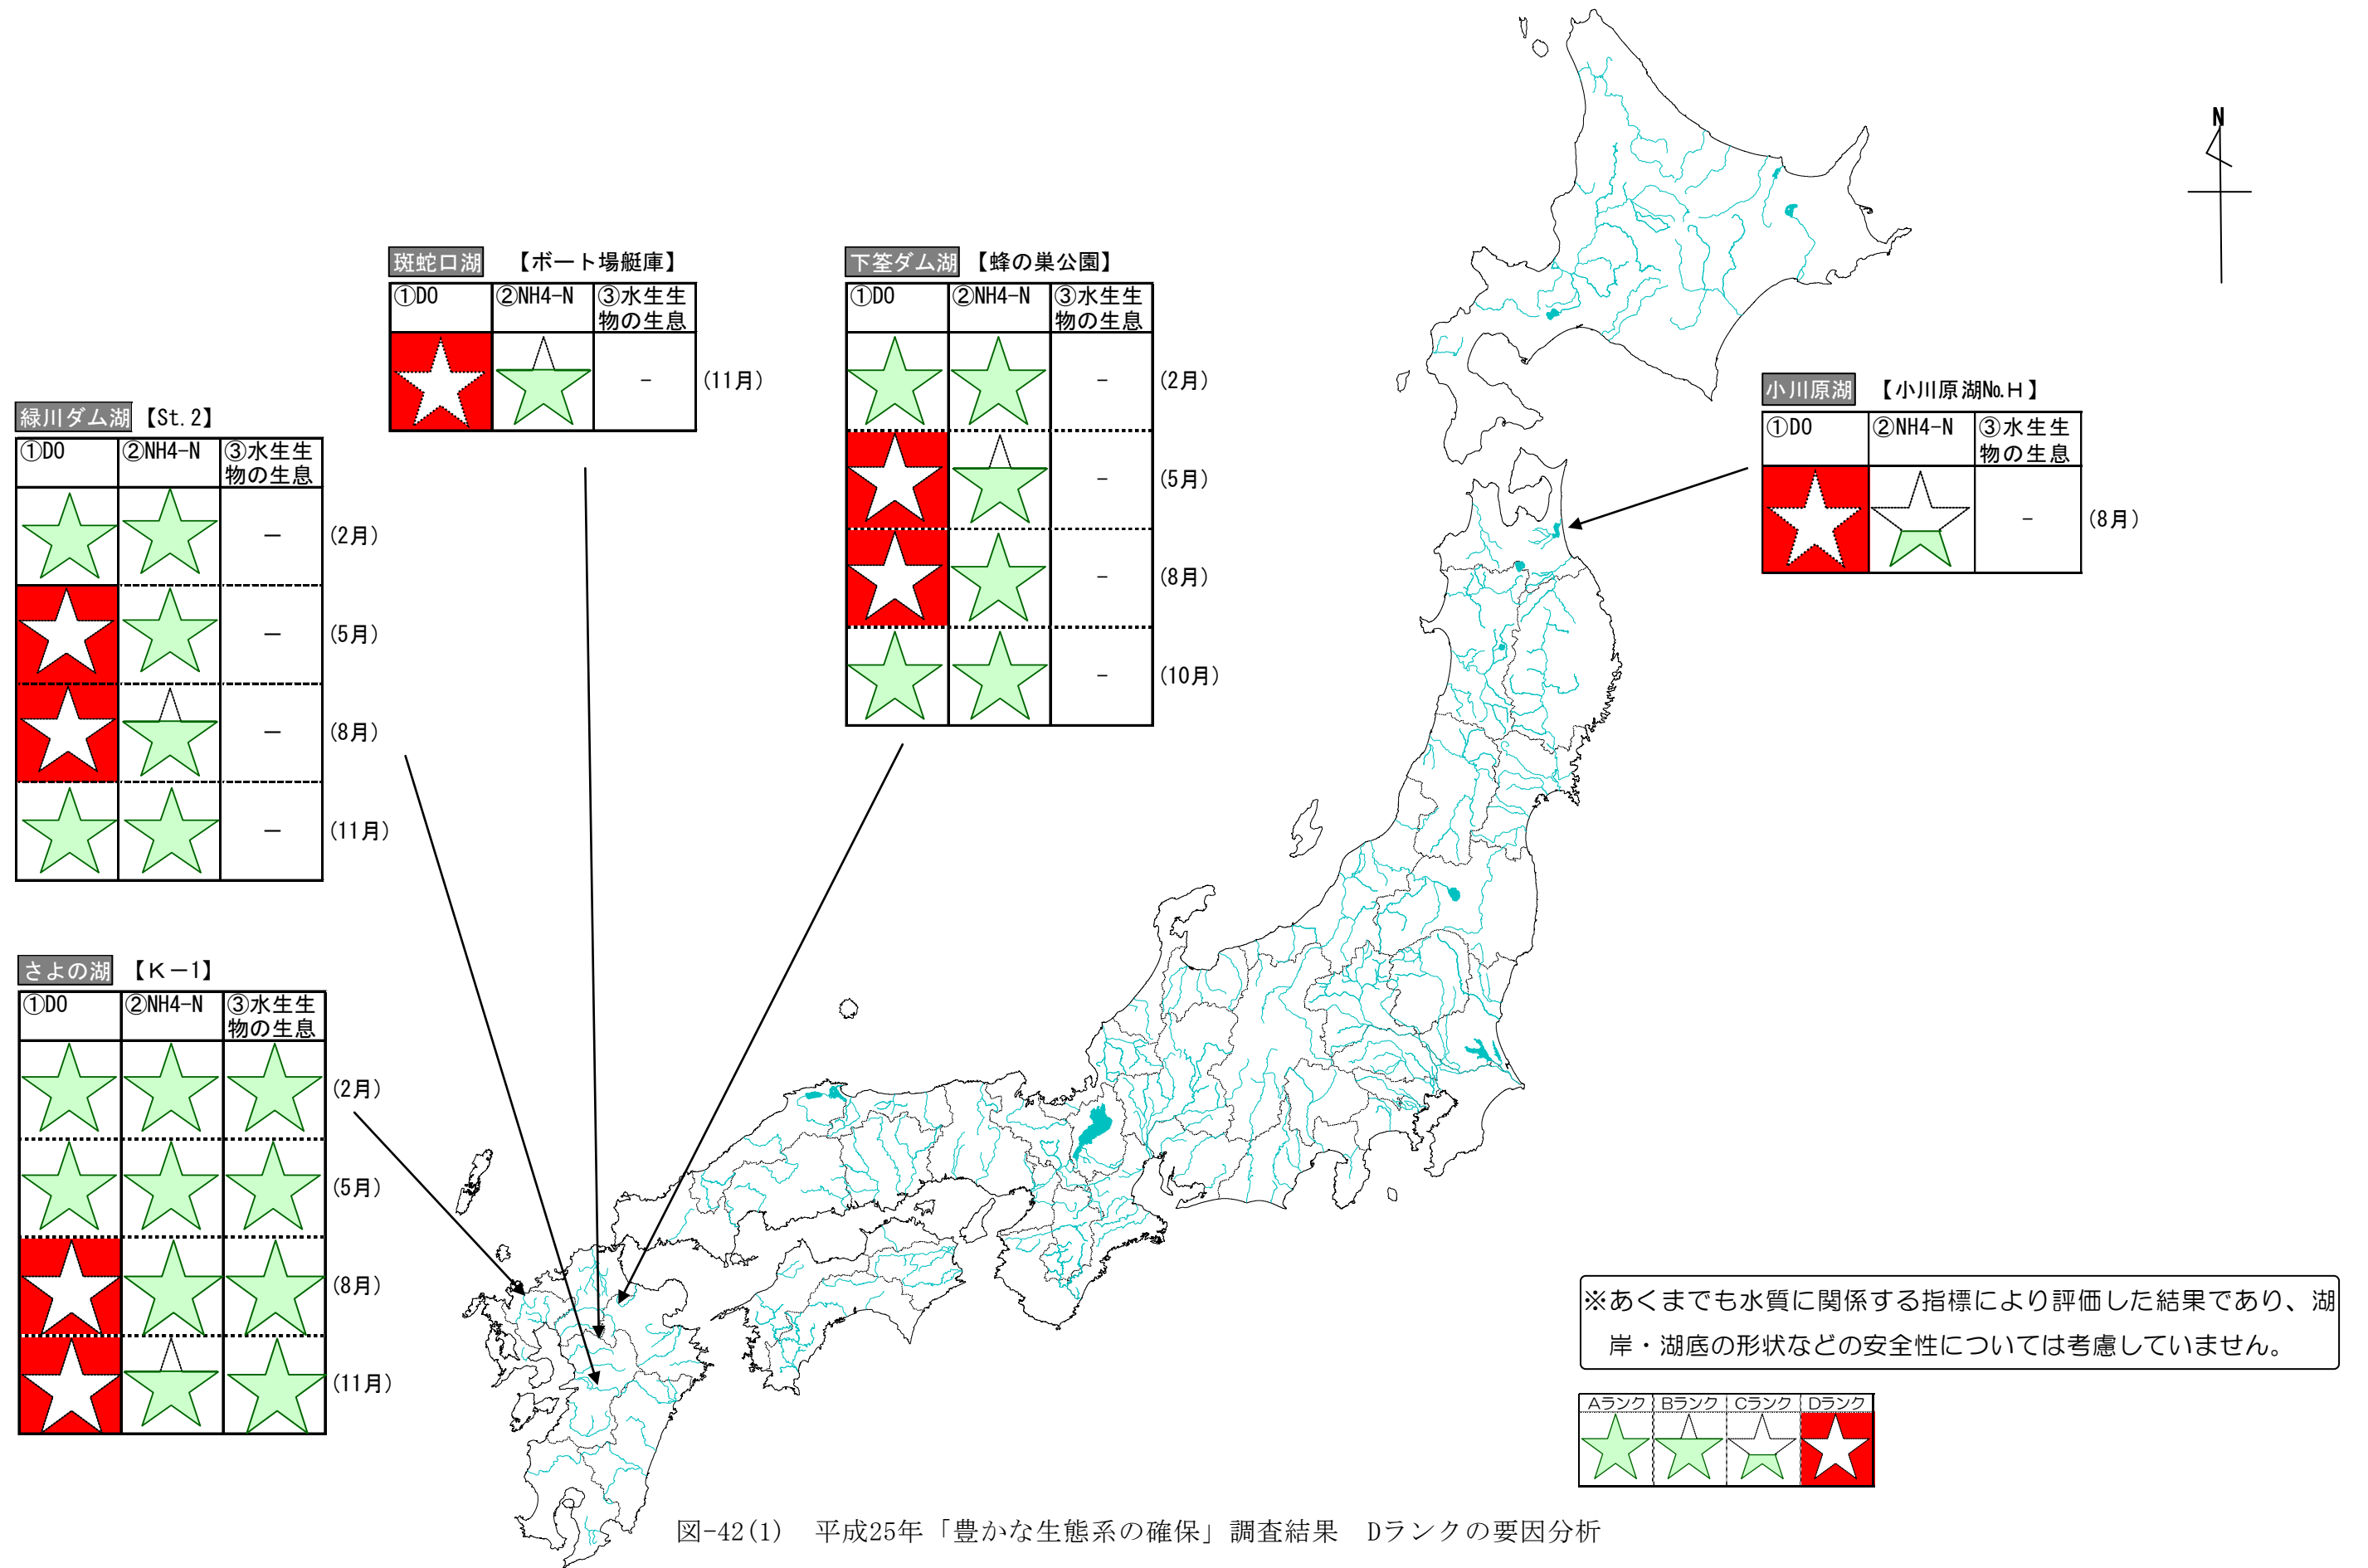 N
斑蛇口湖 【ボート場艇庫】
①DO ②NH4-N ③水生生
物の生息
- (11月)
下筌ダム湖 【蜂の巣公園】
①DO ②NH4-N ③水生生
物の生息
- (2月)
- (5月)
- (8月)
- (10月)
小川原湖 【小川原湖No.H】
①DO ②NH4-N ③水生生
物の生息
- (8月)
緑川ダム湖 【St.2】
①DO ②NH4-N ③水生生
物の生息
― (2月)
― (5月)
― (8月)
― (11月)
さよの湖 【K-1】
①DO ②NH4-N ③水生生
物の生息
(2月)
(5月)
(8月)
(11月)
※あくまでも水質に関係する指標により評価した結果であり、湖
岸・湖底の形状などの安全性については考慮していません。
Aランク Bランク Cランク Dランク
図-42(1) 平成25年「豊かな生態系の確保」調査結果 Dランクの要因分析